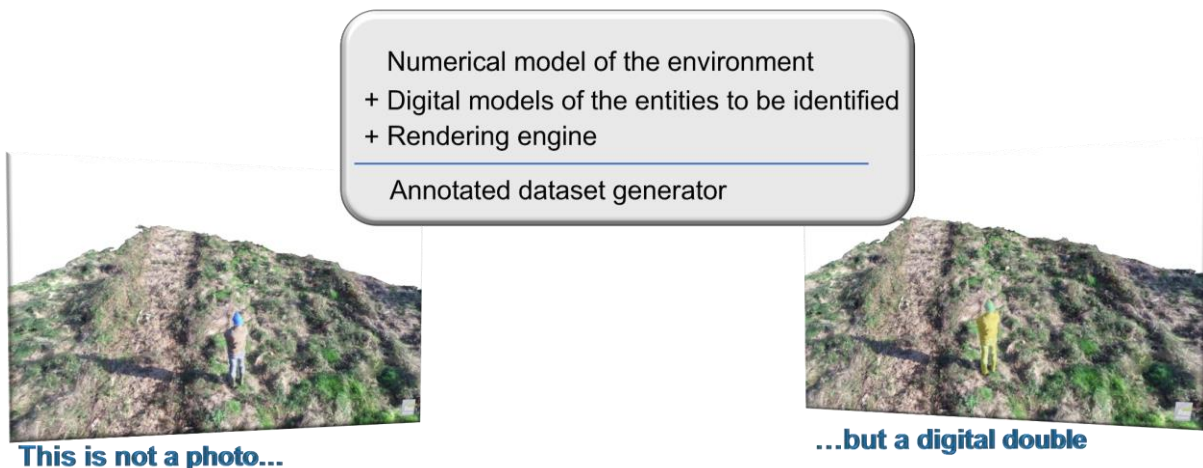 Numerical model of the environment
+ Digital models of the entities to be identified
+ Rendering engine
Annotated dataset generator
This is not a photo...
...but a digital double